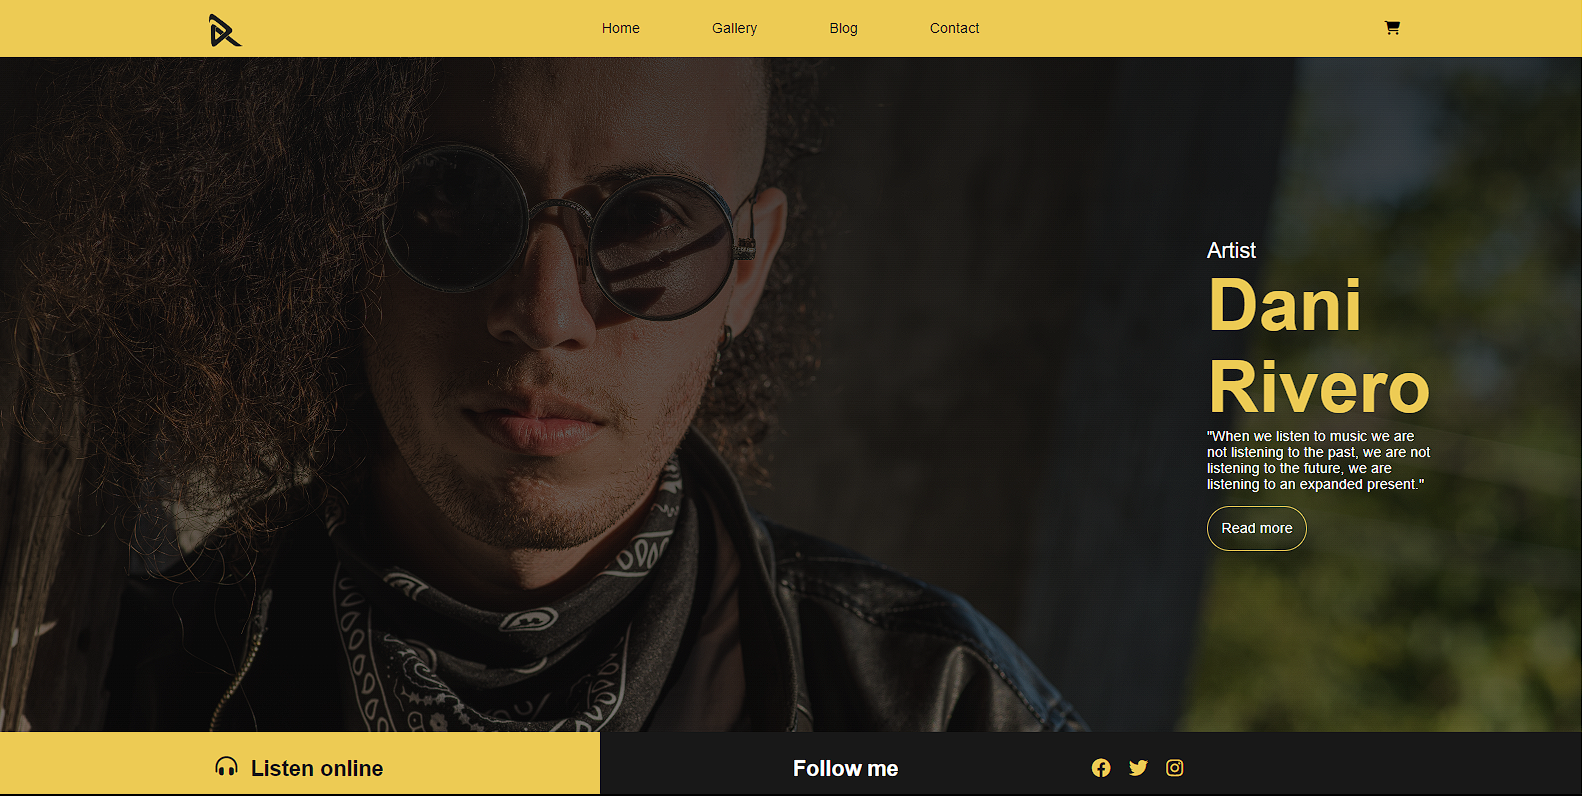 Home Gallery Blog Contact
Artist
Dani
Rivero
"When we listen to music we are
not listening to the past, we are not
listening to the future, we are
listening to an expanded present."
Read more
Listen online Follow me